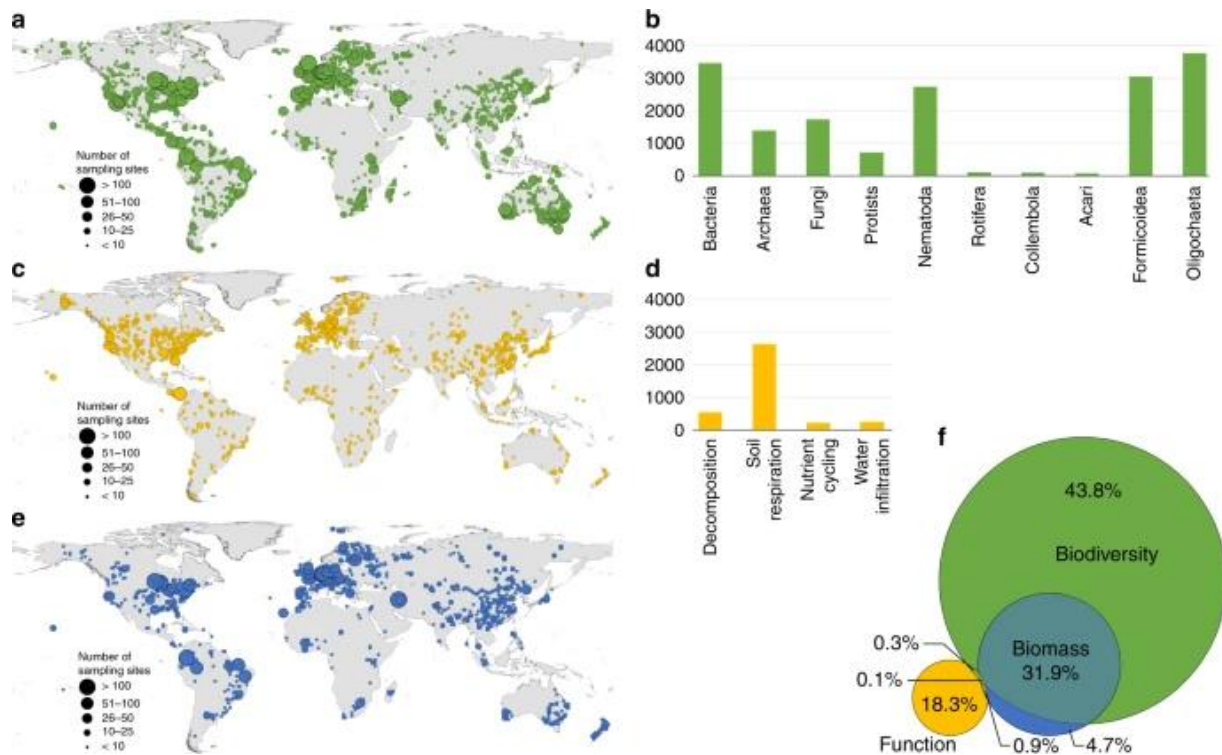 a
Number of
sampling sites
> 100
51–100
26–50
10–25
< 10
b
4000
3000
2000
1000
0
Bacteria
Archaea
Fungi
Protists
Nematoda
Rotifera
Collembola
Acari
Formicoidea
Oligochaeta
c
Number of
sampling sites
> 100
51–100
26–50
10–25
< 10
d
4000
3000
2000
1000
0
Decomposition
Soil
respiration
Nutrient
cycling
Water
infiltration
e
Number of
sampling sites
> 100
51–100
26–50
10–25
< 10
f
43.8%
Biodiversity
Biomass
31.9%
0.3%
0.1%
18.3%
Function
0.9%
4.7%